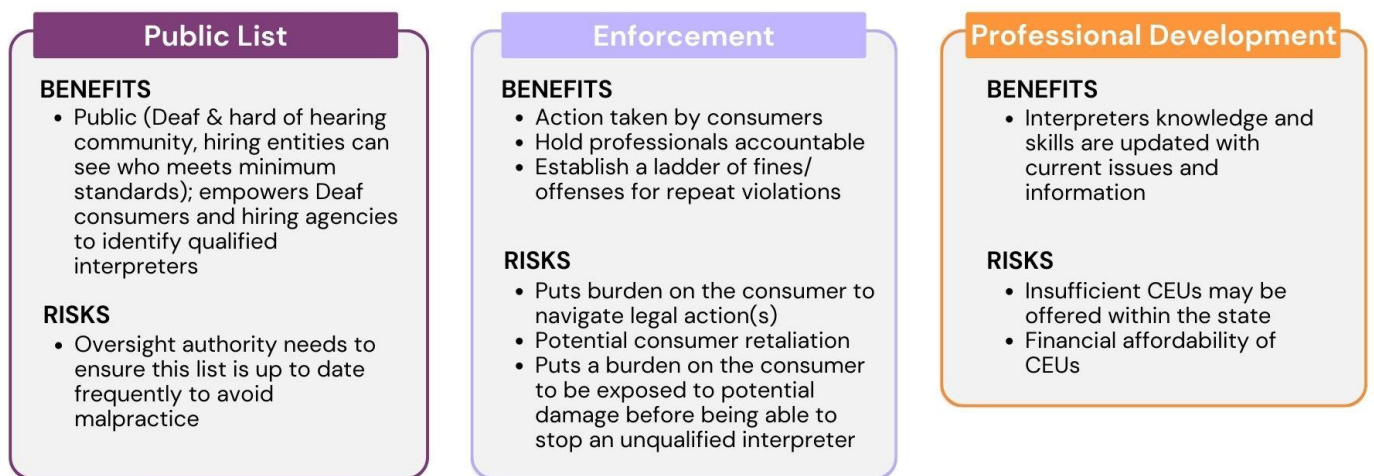 Public List
BENEFITS
• Public (Deaf & hard of hearing
community, hiring entities can
see who meets minimum
standards); empowers Deaf
consumers and hiring agencies
to identify qualified
interpreters
RISKS
• Oversight authority needs to
ensure this list is up to date
frequently to avoid
malpractice
Enforcement
BENEFITS
• Action taken by consumers
• Hold professionals accountable
• Establish a ladder of fines/
offenses for repeat violations
RISKS
• Puts burden on the consumer to
navigate legal action(s)
• Potential consumer retaliation
• Puts a burden on the consumer
to be exposed to potential
damage before being able to
stop an unqualified interpreter
Professional Development
BENEFITS
• Interpreters knowledge and
skills are updated with
current issues and
information
RISKS
• Insufficient CEUs may be
offered within the state
• Financial affordability of
CEUs